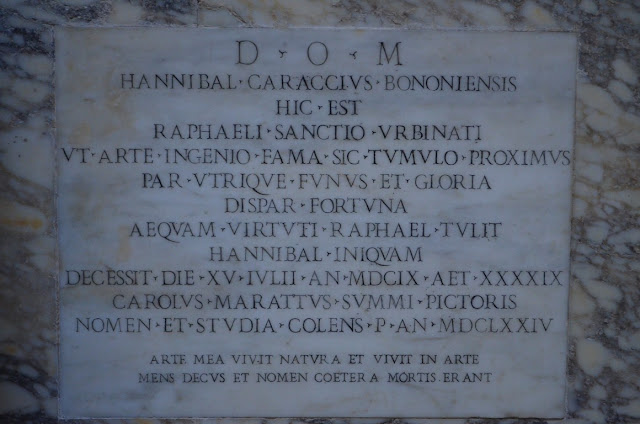 D · O · M
HANNIBAL · CARACCIVS · BONONIENSIS
HIC · EST
RAPHAELI · SANCTIO · VRBINATI
VT · ARTE · INGENIO · FAMA · SIC · TVMVLO · PROXIMVS
PAR · VTRIQVE · FVNVS · ET · GLORIA
DISPAR · FORTVNA
AEQVAM · VIRTVTI · RAPHAEL · TVLIT
HANNIBAL · INIQVAM
DECESSIT · DIE · XV · IVLII · AN · MDCIX · AET · XXXXIX
CAROLVS · MARATTVS · SVMMI · PICTORIS
NOMEN · ET · STVDIA · COLENS · P · AN · MDCLXXIV
ARTE MEA VIVIT NATURA ET VIVIT IN ARTE
MENS DECVS ET NOMEN COETERA MORTIS ERANT